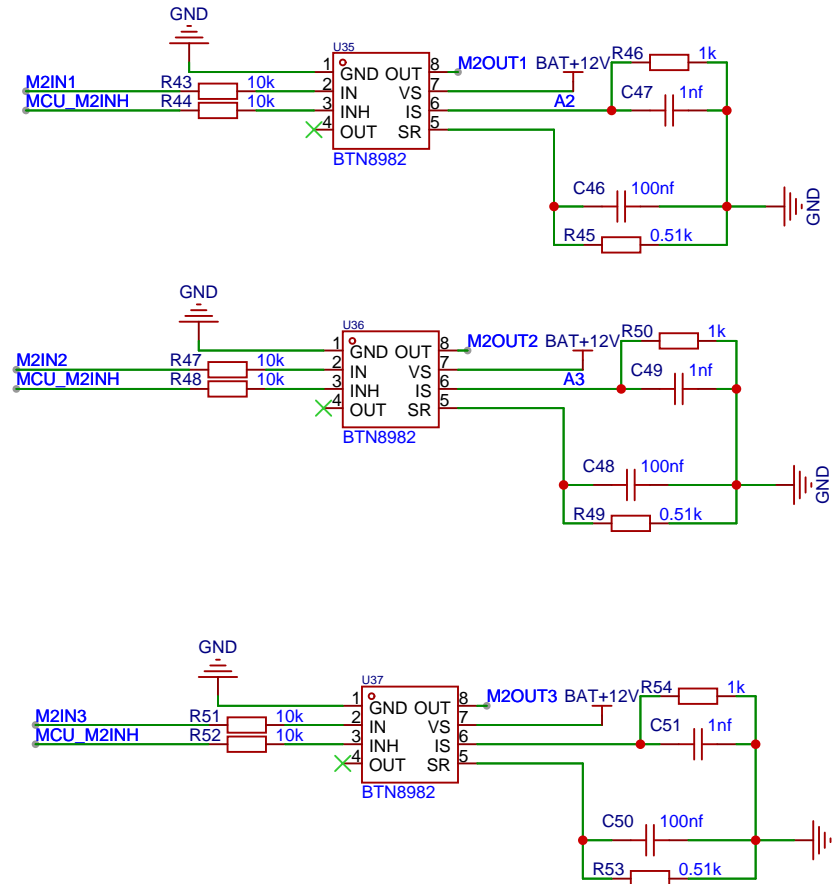 GND
U35
R46 1k
M2OUT1 BAT+12V
1 GND OUT 8
M2IN1 R43 10k 2 IN VS 7
C47 1nf
MCU_M2INH R44 10k 3 INH IS 6 A2
4 OUT SR 5
BTN8982
C46 100nf
GND
R45 0.51k
GND
U36
R50 1k
M2OUT2 BAT+12V
1 GND OUT 8
M2IN2 R47 10k 2 IN VS 7
C49 1nf
MCU_M2INH R48 10k 3 INH IS 6 A3
4 OUT SR 5
BTN8982
C48 100nf
GND
R49 0.51k
GND
U37
R54 1k
M2OUT3 BAT+12V
1 GND OUT 8
M2IN3 R51 10k 2 IN VS 7
C51 1nf
MCU_M2INH R52 10k 3 INH IS 6
4 OUT SR 5
BTN8982
C50 100nf
R53 0.51k